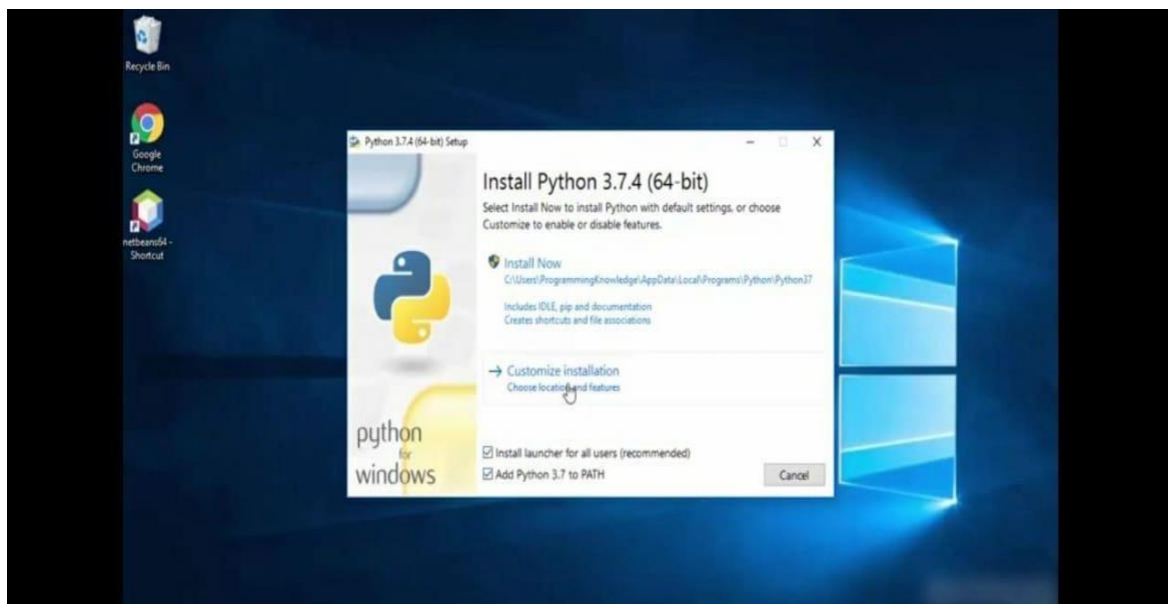 Recycle Bin
Google
Chrome
netbeans64 -
Shortcut
Python 3.7.4 (64-bit) Setup
Install Python 3.7.4 (64-bit)
Select Install Now to install Python with default settings, or choose
Customize to enable or disable features.
Install Now
C:\Users\ProgrammingKnowledge\AppData\Local\Programs\Python\Python37
Includes IDLE, pip and documentation
Creates shortcuts and file associations
Customize installation
Choose location and features
python
for
windows
Install launcher for all users (recommended)
Add Python 3.7 to PATH
Cancel